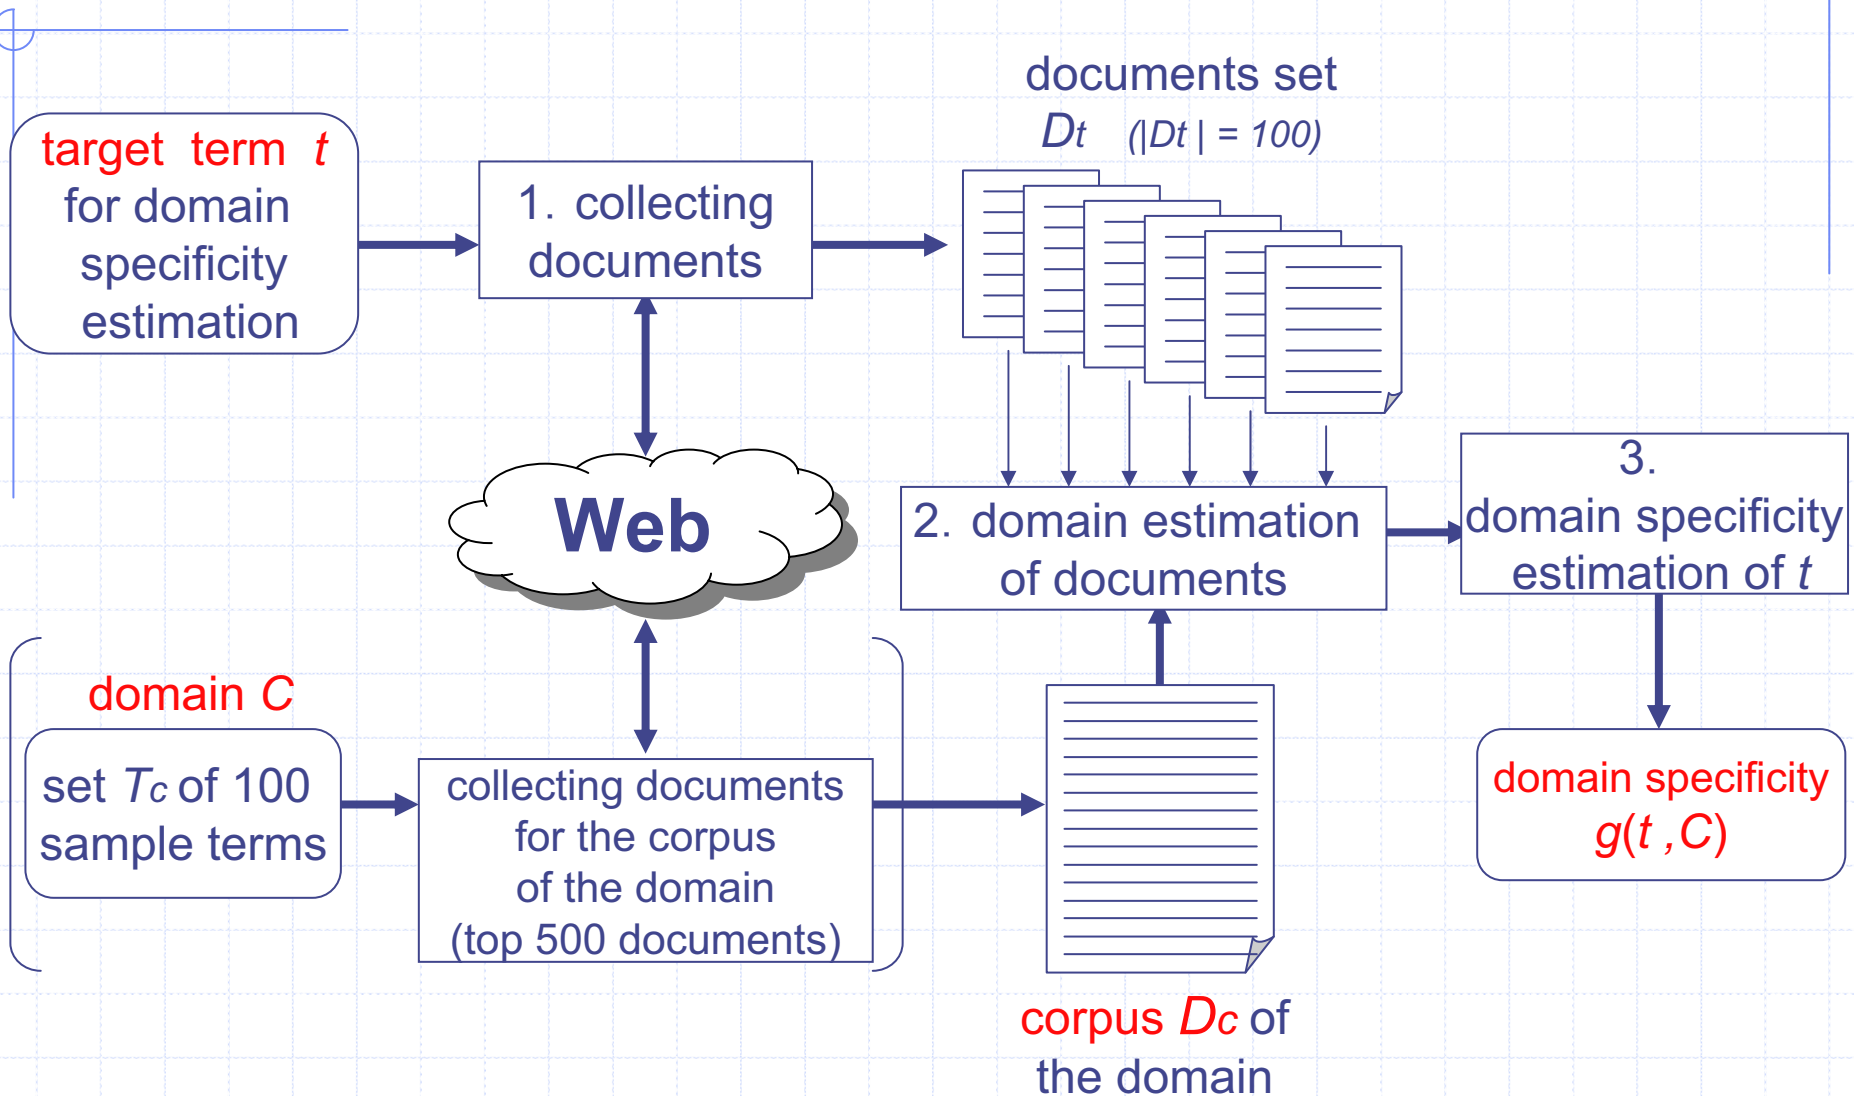 target term t
for domain
specificity
estimation
1. collecting
documents
documents set
Dt (|Dt| = 100)
Web
2. domain estimation
of documents
3.
domain specificity
estimation of t
domain C
set Tc of 100
sample terms
collecting documents
for the corpus
of the domain
(top 500 documents)
corpus Dc of
the domain
domain specificity
g(t ,C)